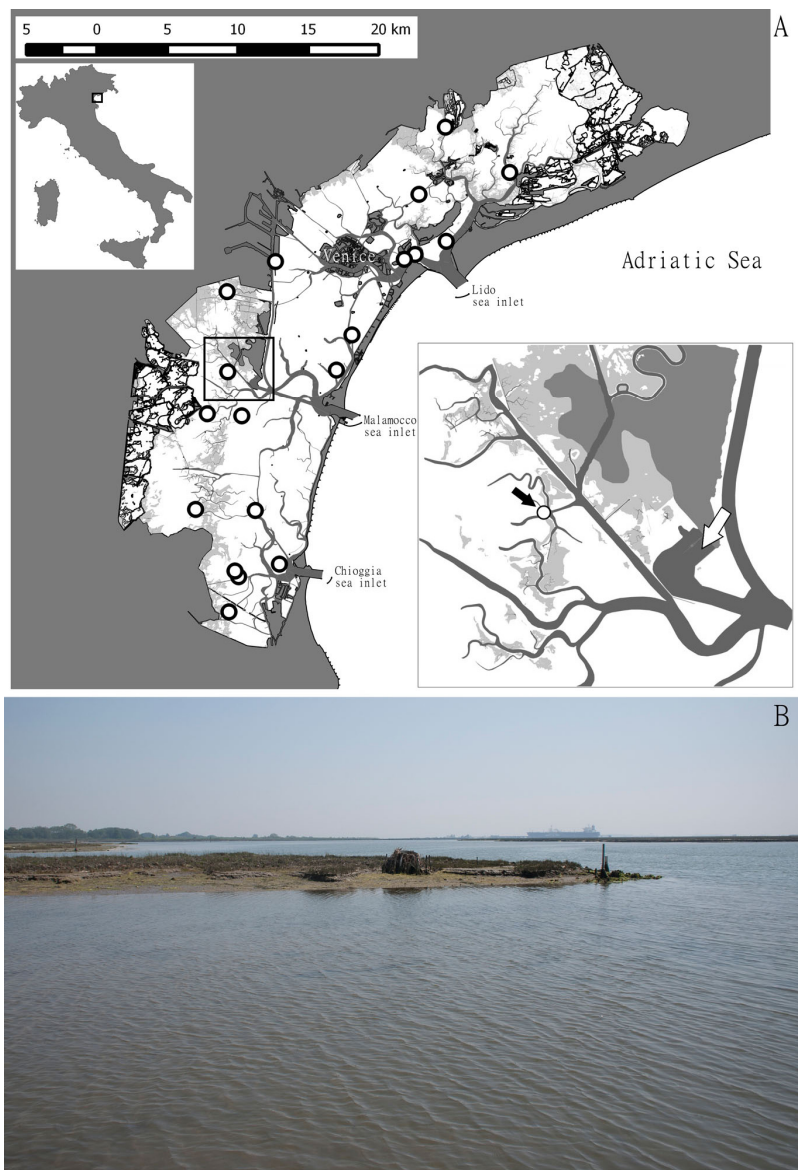 A
5 0 5 10 15 20 km
Venice
Adriatic Sea
Lido
sea inlet
Malamocco
sea inlet
Chioggia
sea inlet
B